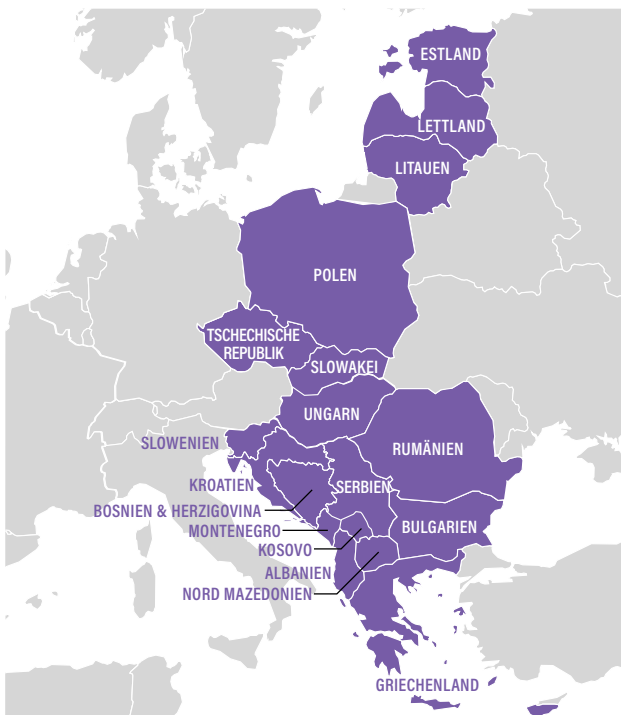 ESTLAND
LETTLAND
LITAUEN
POLEN
TSCHECHISCHE
REPUBLIK
SLOWAKEI
UNGARN
SLOWENIEN
RUMÄNIEN
KROATIEN
SERBIEN
BOSNIEN & HERZIGOVINA
BULGARIEN
MONTENEGRO
KOSOVO
ALBANIEN
NORD MAZEDONIEN
GRIECHENLAND